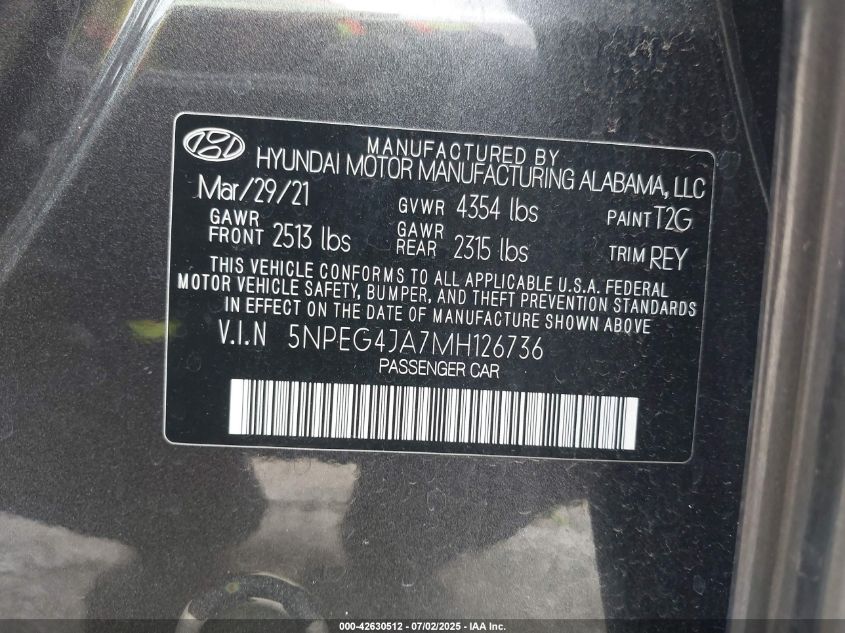 MANUFACTURED BY
HYUNDAI MOTOR MANUFACTURING ALABAMA, LLC
Mar/29/21 GVWR 4354 lbs PAINT T2G
GAWR FRONT 2513 lbs GAWR REAR 2315 lbs TRIM REY
THIS VEHICLE CONFORMS TO ALL APPLICABLE U.S.A. FEDERAL
MOTOR VEHICLE SAFETY, BUMPER, AND THEFT PREVENTION STANDARDS
IN EFFECT ON THE DATE OF MANUFACTURE SHOWN ABOVE
V.I.N 5NPEG4JA7MH126736
PASSENGER CAR
000-42630512 - 07/02/2025 - IAA Inc.